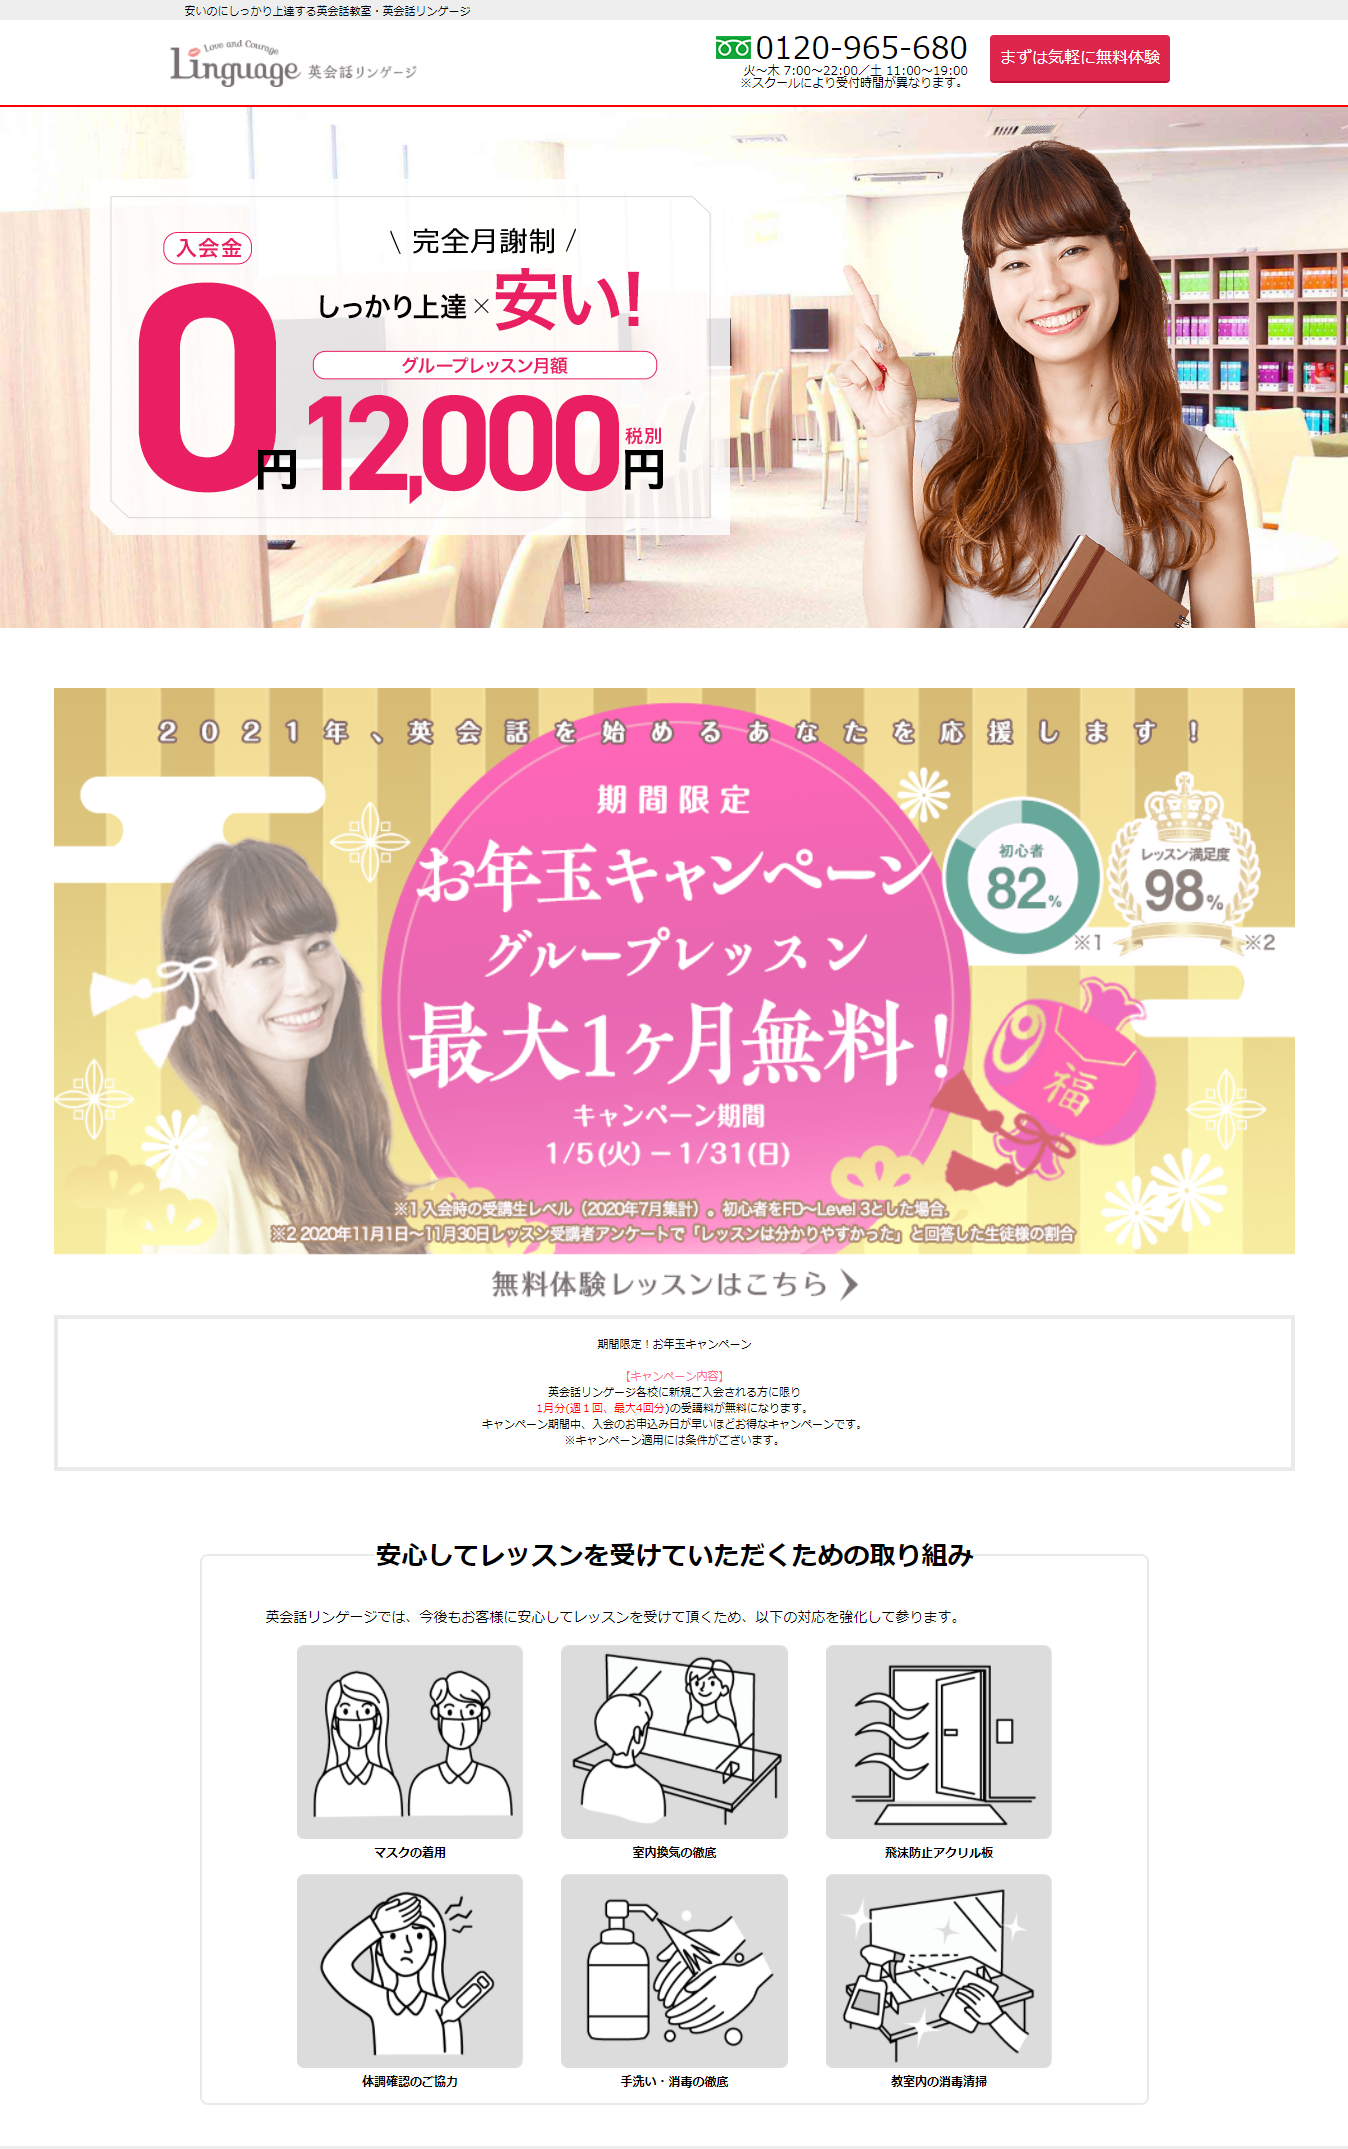 安いのにしっかり上達する英会話教室・英会話リンゲージ
Love and Courage
Linguage 英会話リンゲージ
0120-965-680
火～木 7:00～22:00／土 11:00～19:00
※スクールにより受付時間が異なります。
まずは気軽に無料体験
入会金
0円
\ 完全月謝制 /
しっかり上達×安い!
グループレッスン月額
12,000円 税別
2021年、英会話を始めるあなたを応援します!
期間限定
お年玉キャンペーン
グループレッスン
最大1ヶ月無料!
キャンペーン期間
1/5(火)－1/31(日)
初心者
82%
※1
レッスン満足度
98%
※2
福
※1 入会時の受講生レベル（2020年7月集計）。初心者をFD～Level 3とした場合。
※2 2020年11月1日～11月30日レッスン受講者アンケートで「レッスンは分かりやすかった」と回答した生徒様の割合
無料体験レッスンはこちら
期間限定！お年玉キャンペーン
【キャンペーン内容】
英会話リンゲージ各校に新規ご入会される方に限り
1月分(週１回、最大4回分)の受講料が無料になります。
キャンペーン期間中、入会のお申込み日が早いほどお得なキャンペーンです。
※キャンペーン適用には条件がございます。
安心してレッスンを受けていただくための取り組み
英会話リンゲージでは、今後もお客様に安心してレッスンを受けて頂くため、以下の対応を強化して参ります。
マスクの着用
室内換気の徹底
飛沫防止アクリル板
体調確認のご協力
手洗い・消毒の徹底
教室内の消毒清掃